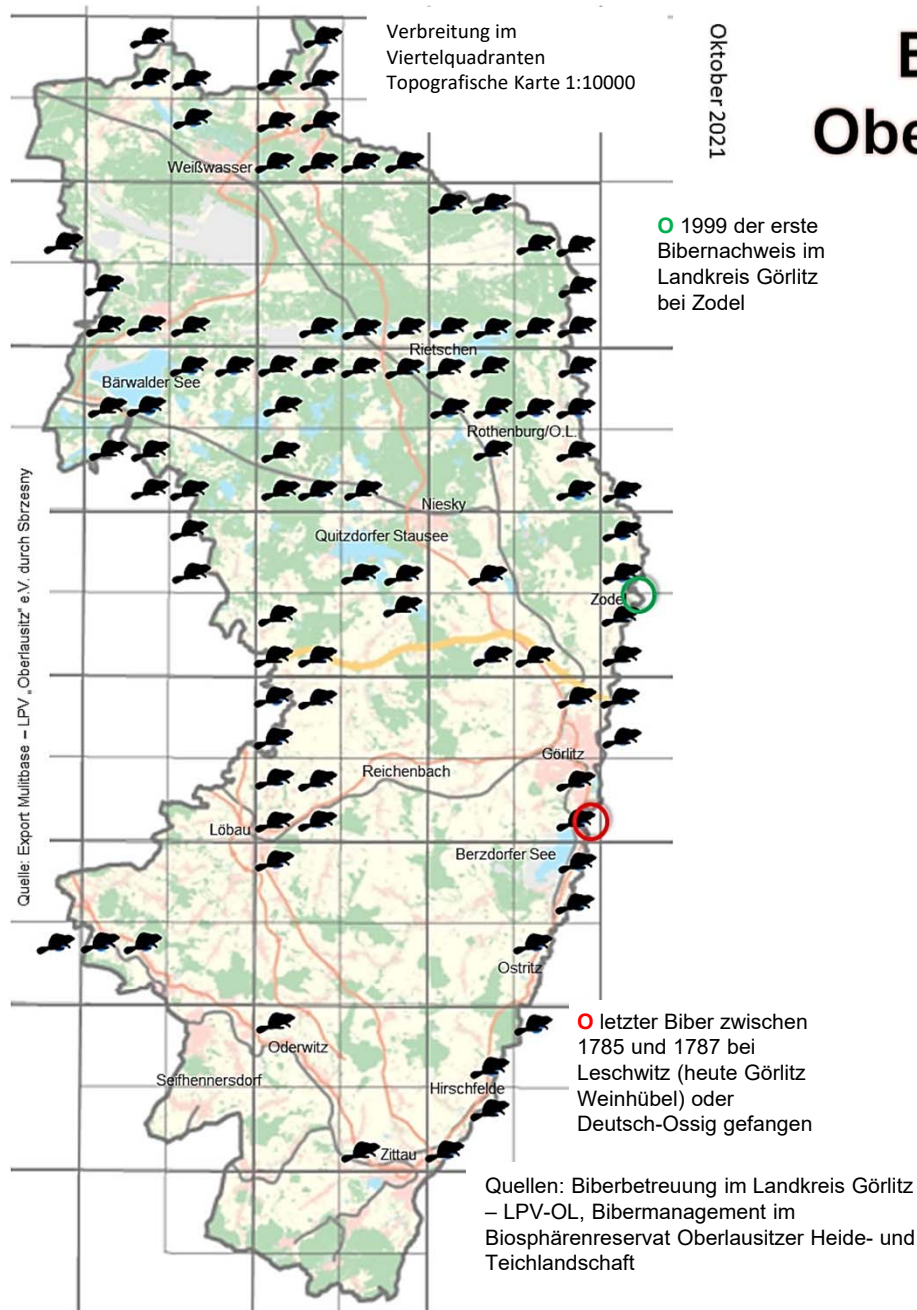 Verbreitung im
Viertelquadranten
Topografische Karte 1:10000
Oktober 2021
Obe
O 1999 der erste
Bibernachweis im
Landkreis Görlitz
bei Zodel
Weißwasser
Rietschen
Bärwalder See
Rothenburg/O.L.
Niesky
Quitzdorfer Stausee
Zodel
Görlitz
Reichenbach
Löbau
Berzdorfer See
Ostritz
Oderwitz
Seifhennersdorf
Hirschfelde
Zittau
Quelle: Export Mulitbase – LPV „Oberlausitz“ e.V. durch Sbrzesny
O letzter Biber zwischen
1785 und 1787 bei
Leschwitz (heute Görlitz
Weinhübel) oder
Deutsch-Ossig gefangen
Quellen: Biberbetreuung im Landkreis Görlitz
– LPV-OL, Bibermanagement im
Biosphärenreservat Oberlausitzer Heide- und
Teichlandschaft